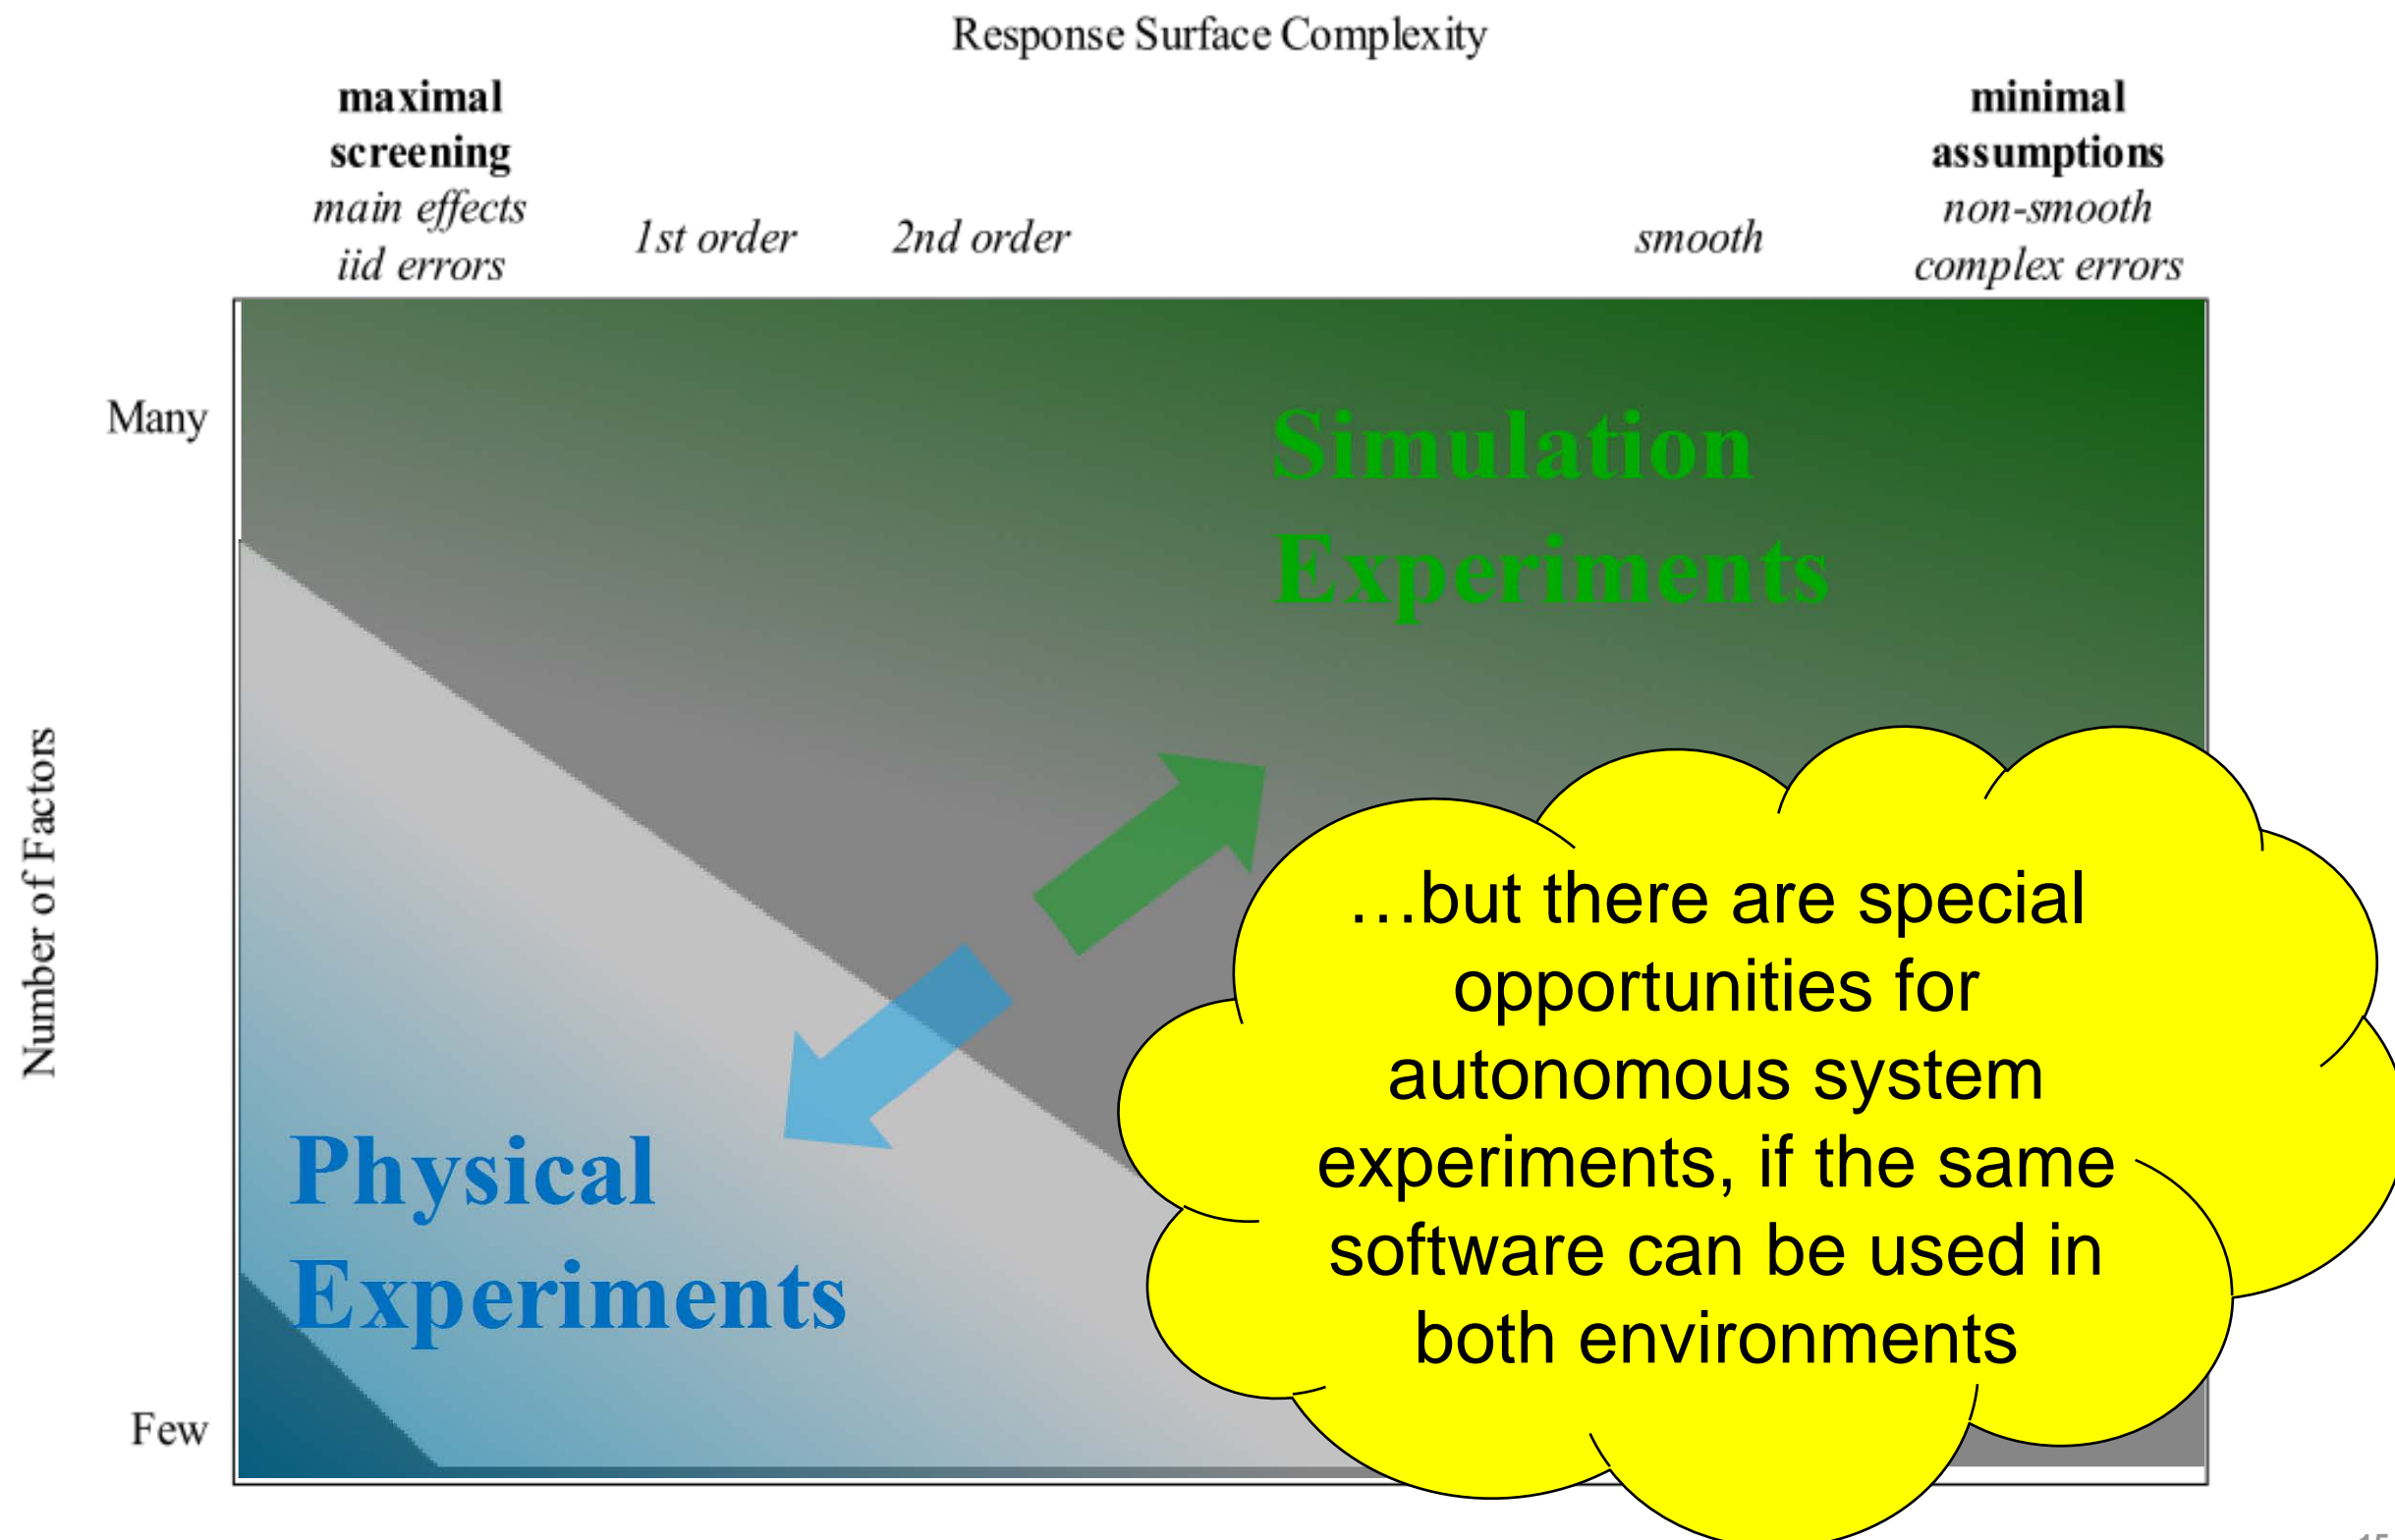 Response Surface Complexity
maximal
screening
main effects
iid errors
1st order
2nd order
smooth
minimal
assumptions
non-smooth
complex errors
Many
Number of Factors
Few
Simulation
Experiments
Physical
Experiments
…but there are special
opportunities for
autonomous system
experiments, if the same
software can be used in
both environments
15